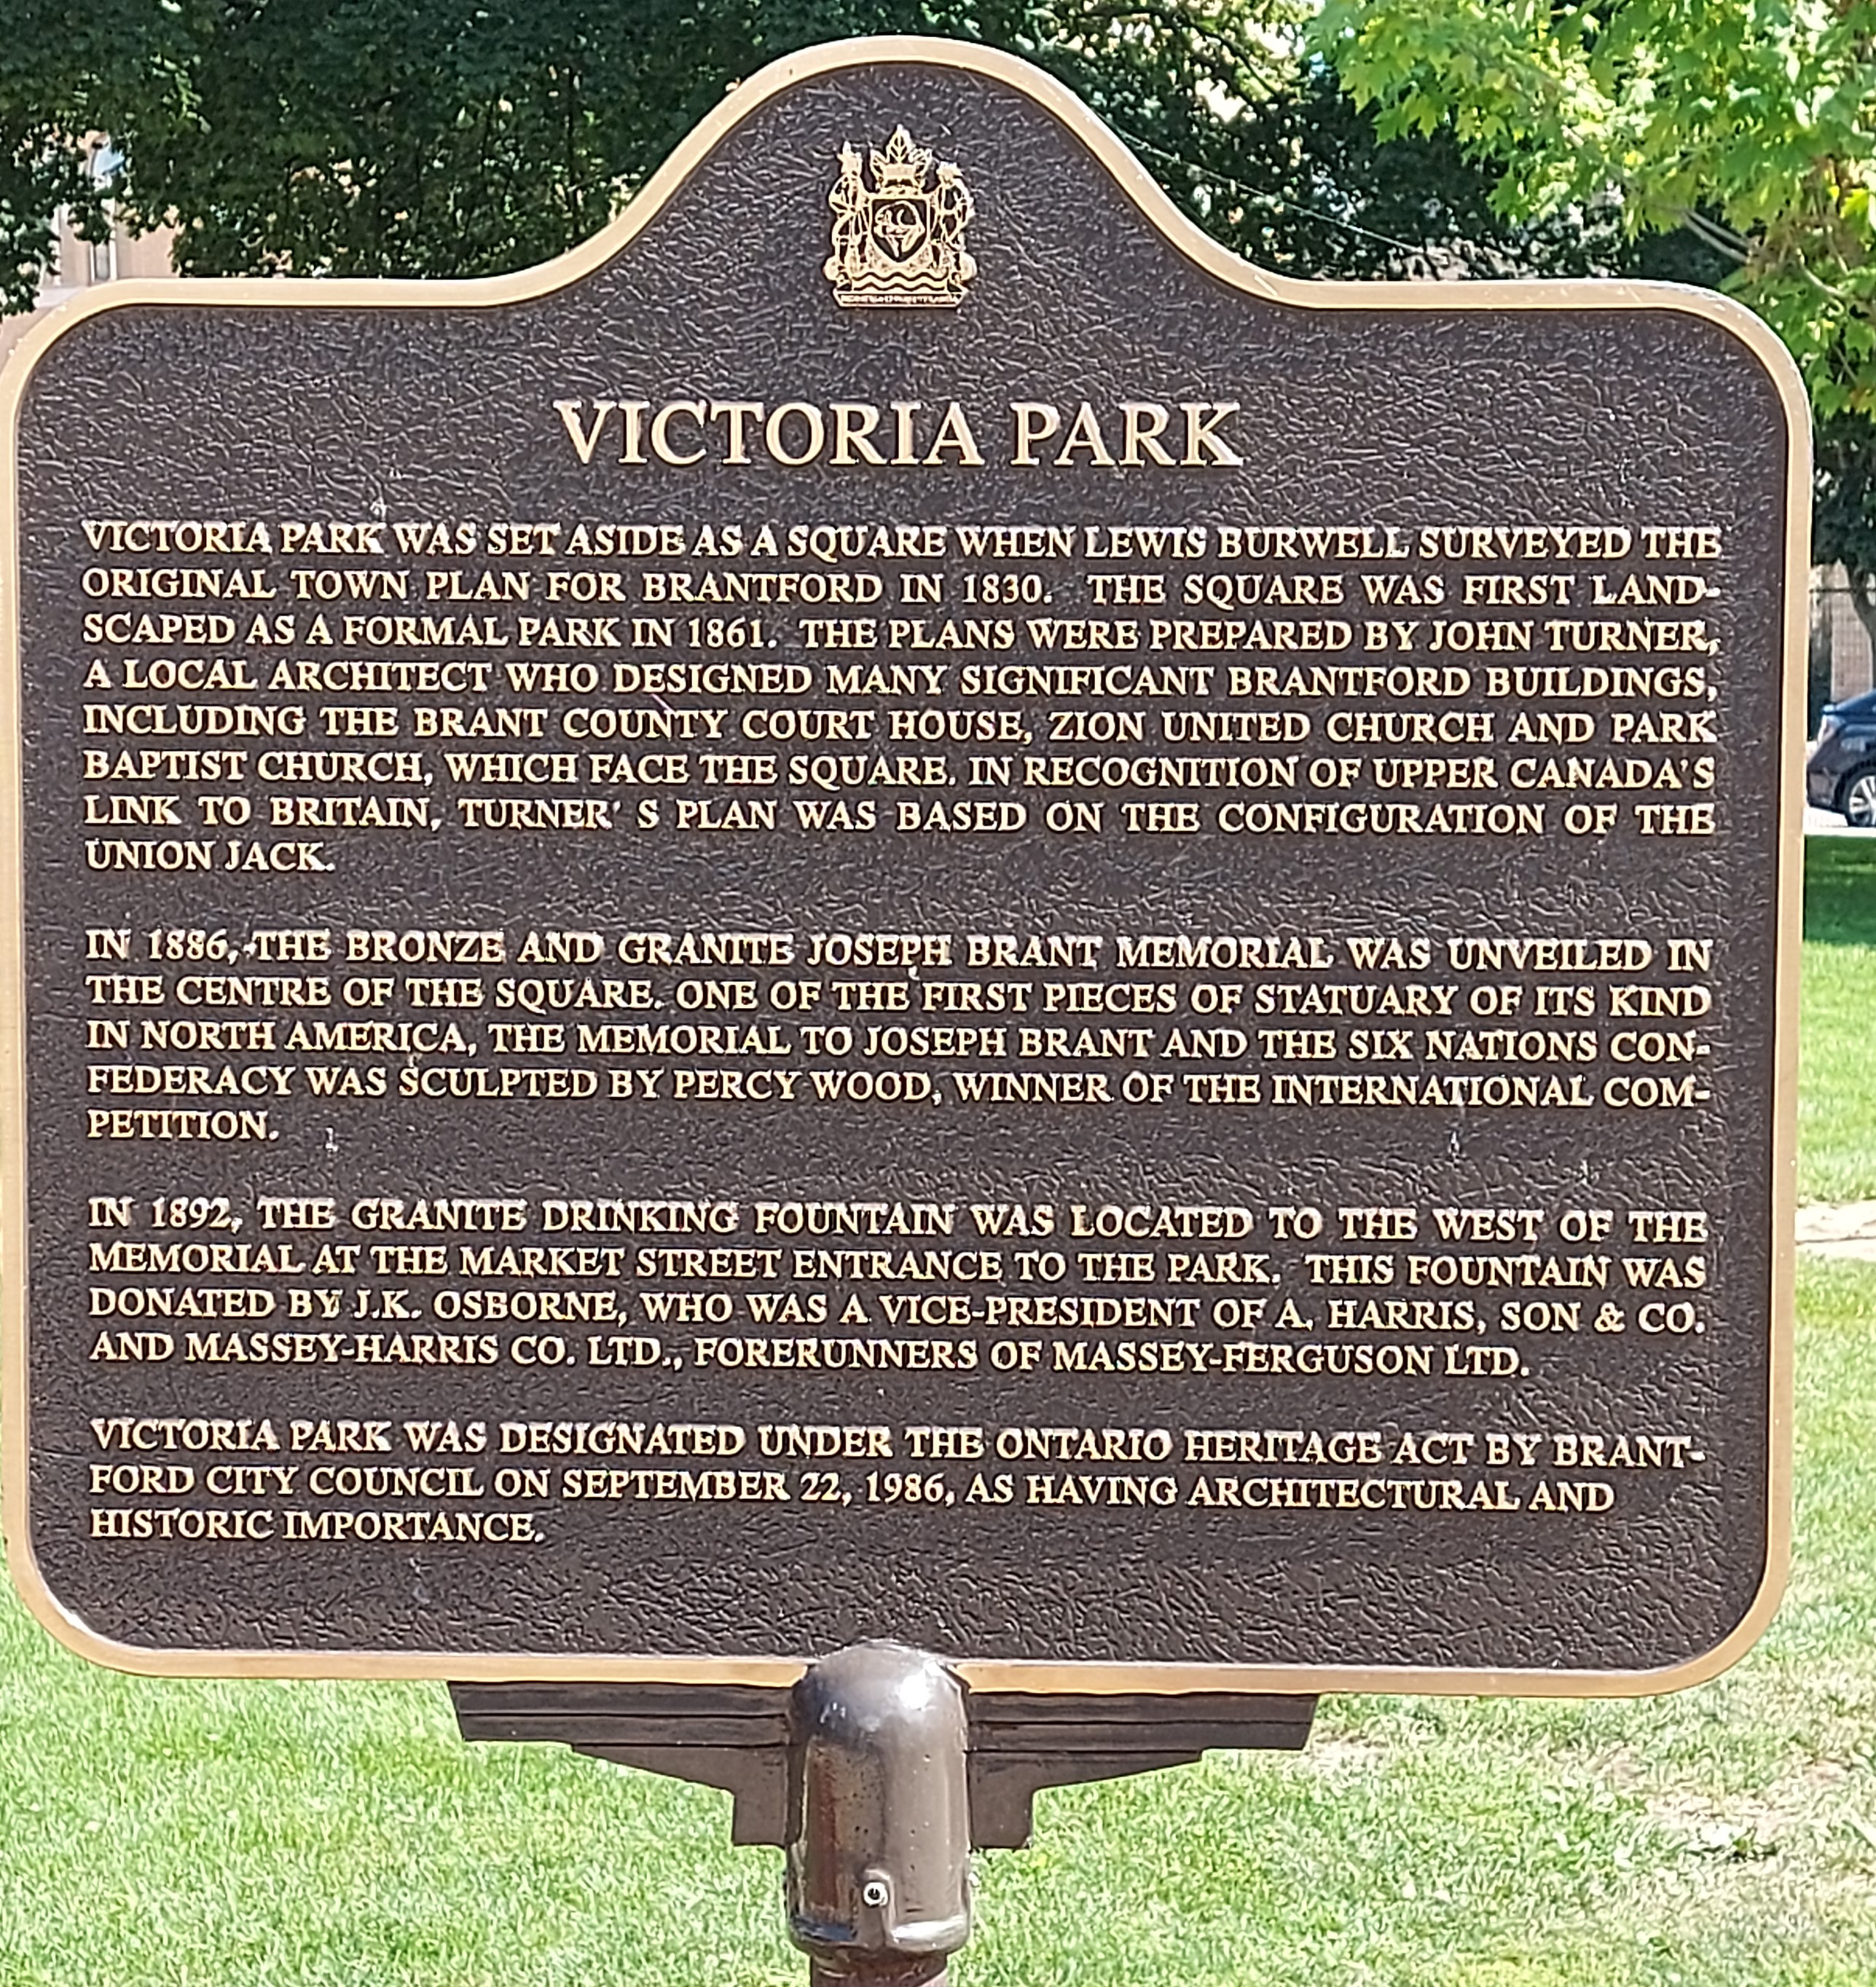 VICTORIA PARK
VICTORIA PARK WAS SET ASIDE AS A SQUARE WHEN LEWIS BURWELL SURVEYED THE
ORIGINAL TOWN PLAN FOR BRANTFORD IN 1830. THE SQUARE WAS FIRST LAND-
SCAPED AS A FORMAL PARK IN 1861. THE PLANS WERE PREPARED BY JOHN TURNER,
A LOCAL ARCHITECT WHO DESIGNED MANY SIGNIFICANT BRANTFORD BUILDINGS,
INCLUDING THE BRANT COUNTY COURT HOUSE, ZION UNITED CHURCH AND PARK
BAPTIST CHURCH, WHICH FACE THE SQUARE. IN RECOGNITION OF UPPER CANADA'S
LINK TO BRITAIN, TURNER' S PLAN WAS BASED ON THE CONFIGURATION OF THE
UNION JACK.
IN 1886, THE BRONZE AND GRANITE JOSEPH BRANT MEMORIAL WAS UNVEILED IN
THE CENTRE OF THE SQUARE. ONE OF THE FIRST PIECES OF STATUARY OF ITS KIND
IN NORTH AMERICA, THE MEMORIAL TO JOSEPH BRANT AND THE SIX NATIONS CON-
FEDERACY WAS SCULPTED BY PERCY WOOD, WINNER OF THE INTERNATIONAL COM-
PETITION.
IN 1892, THE GRANITE DRINKING FOUNTAIN WAS LOCATED TO THE WEST OF THE
MEMORIAL AT THE MARKET STREET ENTRANCE TO THE PARK. THIS FOUNTAIN WAS
DONATED BY J.K. OSBORNE, WHO WAS A VICE-PRESIDENT OF A. HARRIS, SON & CO.
AND MASSEY-HARRIS CO. LTD., FORERUNNERS OF MASSEY-FERGUSON LTD.
VICTORIA PARK WAS DESIGNATED UNDER THE ONTARIO HERITAGE ACT BY BRANT-
FORD CITY COUNCIL ON SEPTEMBER 22, 1986, AS HAVING ARCHITECTURAL AND
HISTORIC IMPORTANCE.